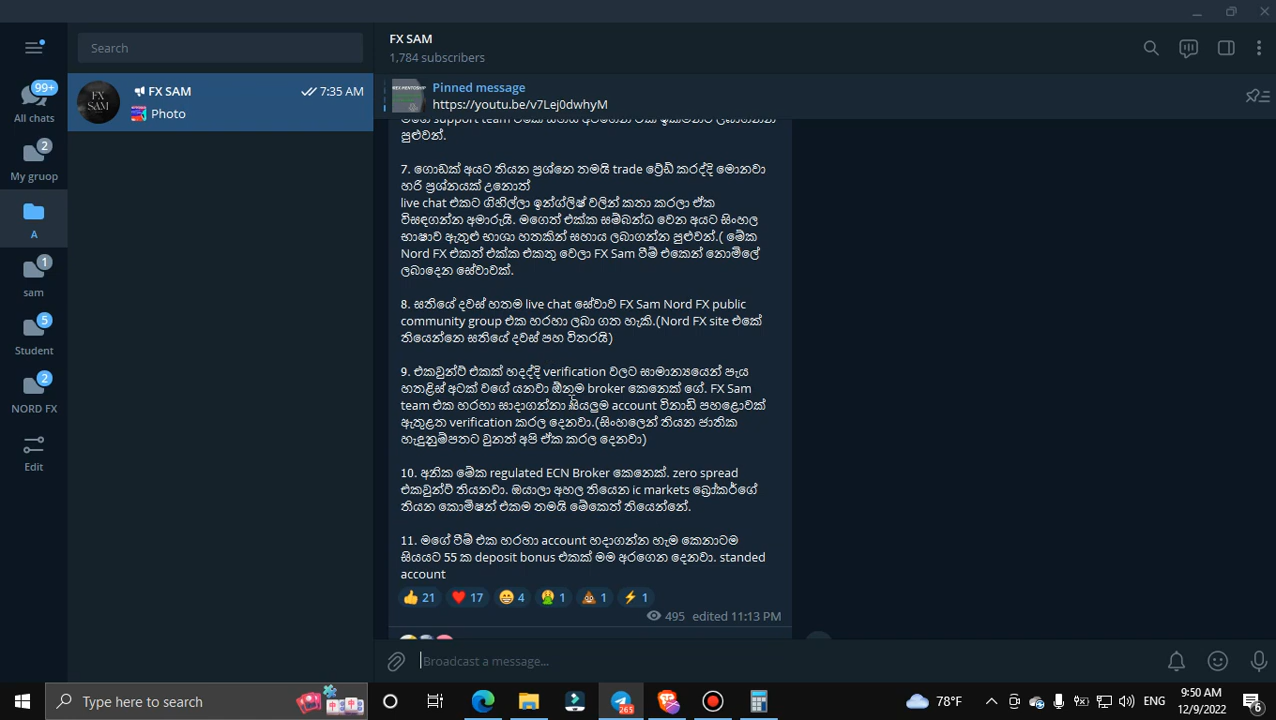 Search
FX SAM
7:35 AM
Photo
99+
All chats
2
My gruop
A
1
sam
5
Student
2
NORD FX
Edit
FX SAM
1,784 subscribers
Pinned message
https://youtu.be/v7Lej0dwhyM
පුළුවන්.
7. ගොඩක් අයට තියන ප්‍රශ්නෙ තමයි trade ට්‍රේඩ් කරද්දි මොනවා
හරි ප්‍රශ්නයක් උනොත්
live chat එකට ගිහිල්ලා ඉන්ග්ලිෂ් වලින් කතා කරලා ඒක
විසඳගන්න අමාරුයි. මගෙත් එක්ක සම්බන්ධ වෙන අයට සිංහල
භාෂාව ඇතුළු භාශා හතකින් සහාය ලබාගන්න පුළුවන්.( මේක
Nord FX එකත් එක්ක එකතු වෙලා FX Sam ටීම් එකෙන් නොමිලේ
ලබාදෙන සේවාවක්.
8. සතියේ දවස් හතම live chat සේවාව FX Sam Nord FX public
community group එක හරහා ලබා ගත හැකි.(Nord FX site එකේ
තියෙන්නෙ සතියේ දවස් පහ විතරයි)
9. එකවුන්ට් එකක් හදද්දි verification වලට සාමාන්‍යයෙන් පැය
හතළිස් අටක් වගේ යනවා ඕනුම broker කෙනෙක් ගේ. FX Sam
team එක හරහා සාදාගන්නා සියලුම account විනාඩි පහළොවක්
ඇතුළත verification කරල දෙනවා.(සිංහලෙන් තියන ජාතික
හැඳුනුම්පතට වුනත් අපි ඒක කරල දෙනවා)
10. අනික මේක regulated ECN Broker කෙනෙක්. zero spread
එකවුන්ට් තියනවා. ඔයාලා අහල තියෙන ic markets බ්‍රෝකර්ගේ
තියන කොමිෂන් එකම තමයි මේකෙත් තියෙන්නේ.
11. මගේ ටීම් එක හරහා account හදාගන්න හැම කෙනාටම
සියයට 55 ක deposit bonus එකක් මම අරගෙන දෙනවා. standed
account
21 17 4 1 1 1
495 edited 11:13 PM
Broadcast a message...
Type here to search
265
78°F
ENG
9:50 AM
12/9/2022
6